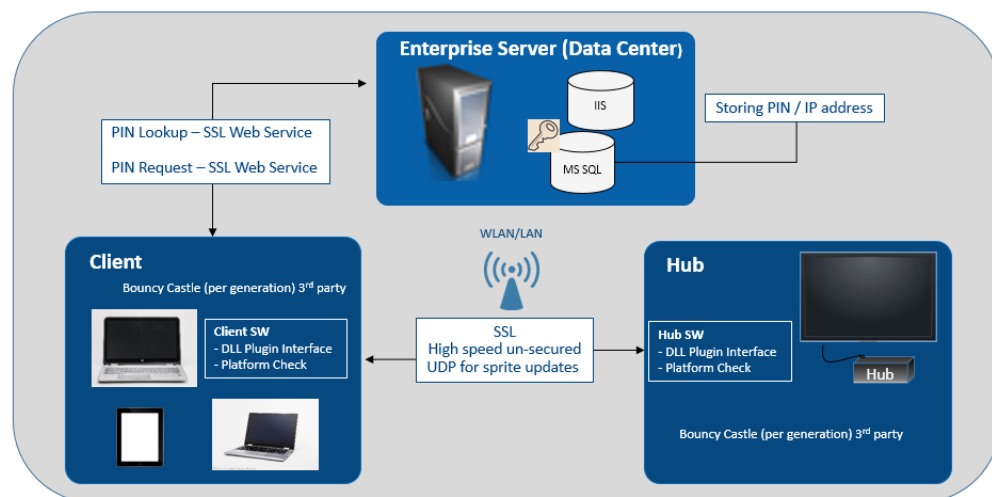 Enterprise Server (Data Center)
IIS
MS SQL
Storing PIN / IP address
PIN Lookup – SSL Web Service
PIN Request – SSL Web Service
WLAN/LAN
Client
Bouncy Castle (per generation) 3rd party
Client SW
- DLL Plugin Interface
- Platform Check
SSL
High speed un-secured
UDP for sprite updates
Hub
Hub SW
- DLL Plugin Interface
- Platform Check
Hub
Bouncy Castle (per generation) 3rd party